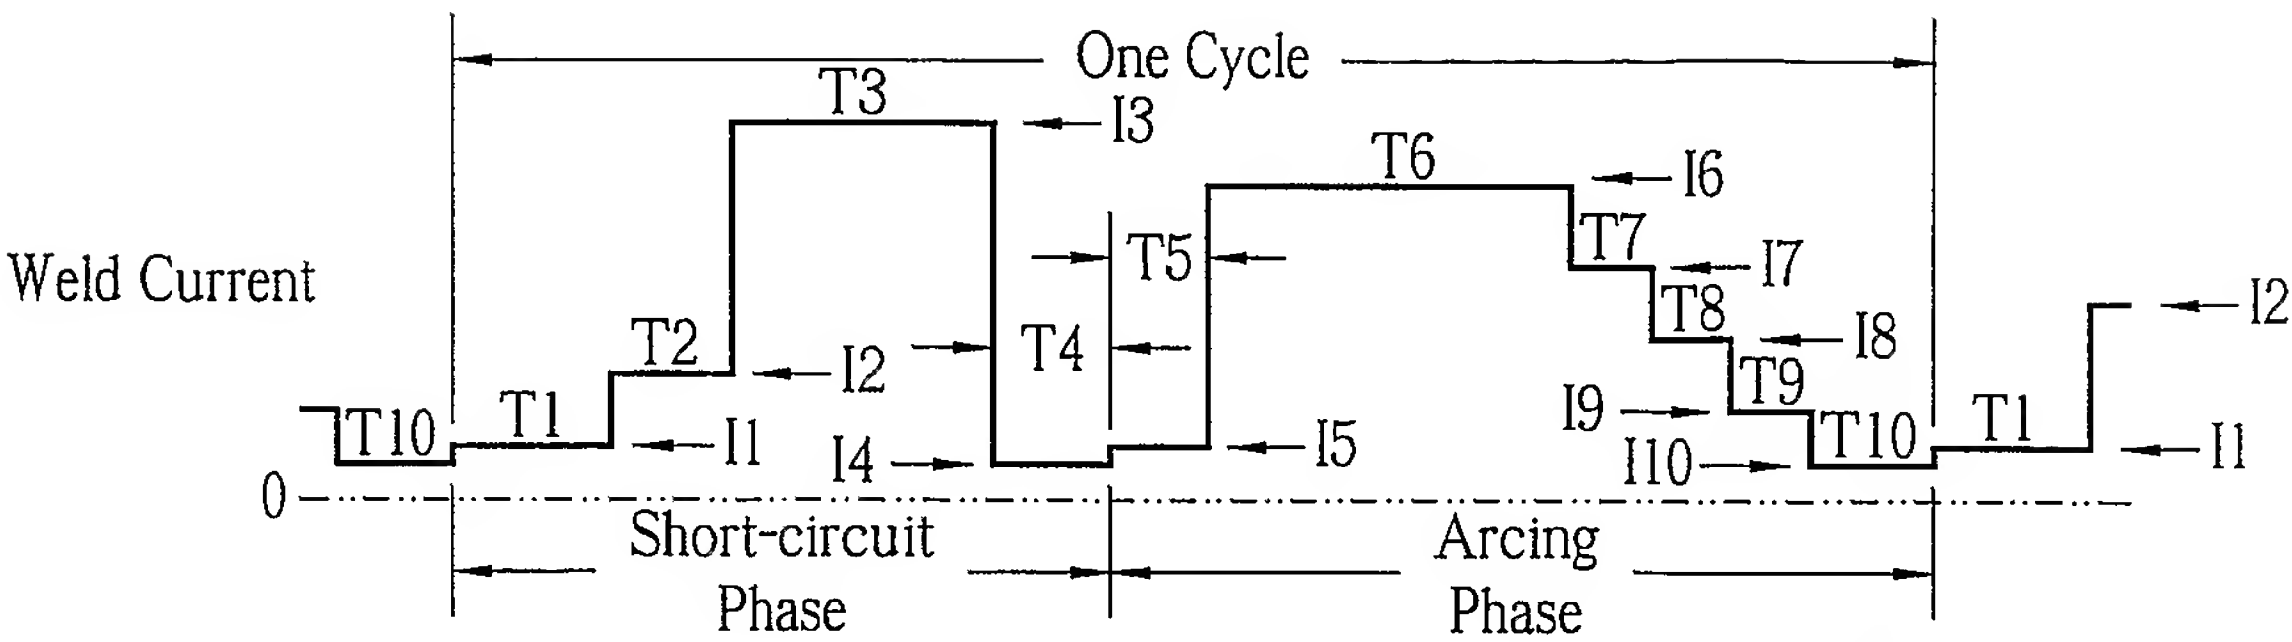 One Cycle
T3
I3
T6
I6
T7
Weld Current
T5
I7
I2
T8
T2
T4
I8
I2
T9
T10
T1
I1
I4
I5
I9
T10
T1
I1
I10
0
Short-circuit
Phase
Arcing
Phase